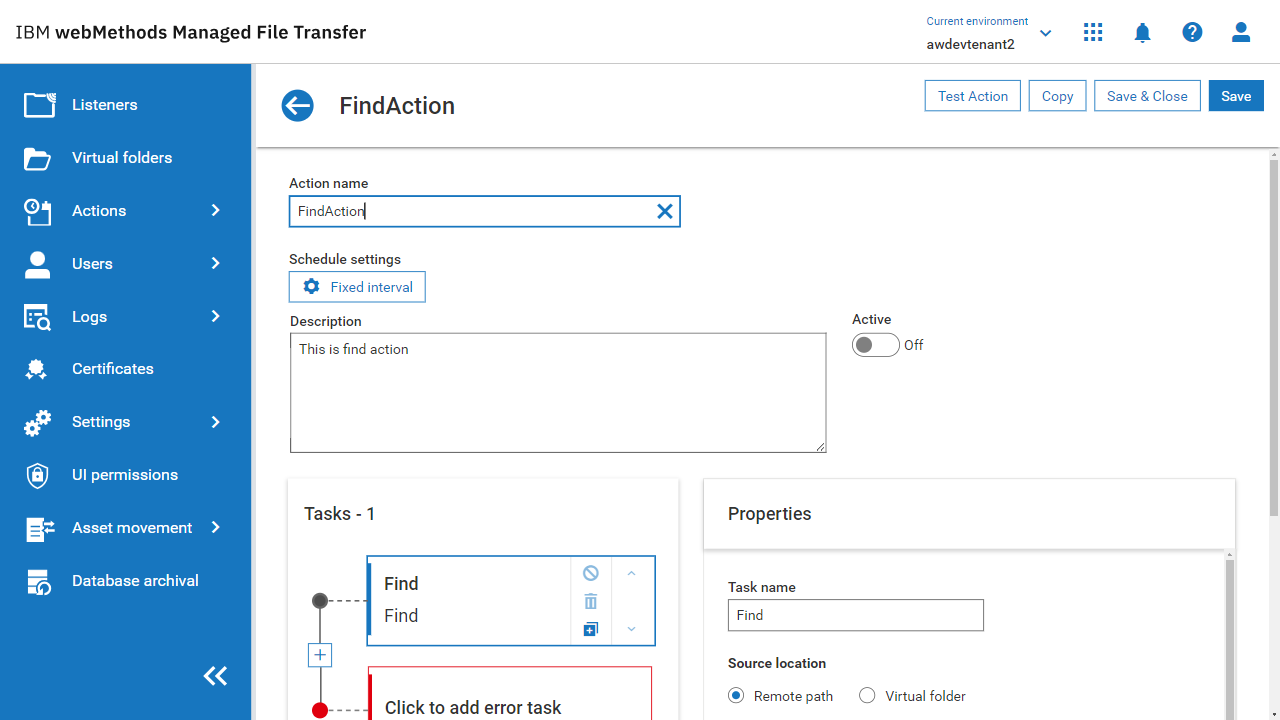 IBM webMethods Managed File Transfer
Current environment
awdevtenant2
Listeners
Virtual folders
Actions
Users
Logs
Certificates
Settings
UI permissions
Asset movement
Database archival
FindAction
Test Action
Copy
Save & Close
Save
Action name
FindAction
Schedule settings
Fixed interval
Description
This is find action
Active
Off
Tasks - 1
Find
Find
Click to add error task
Properties
Task name
Find
Source location
Remote path
Virtual folder